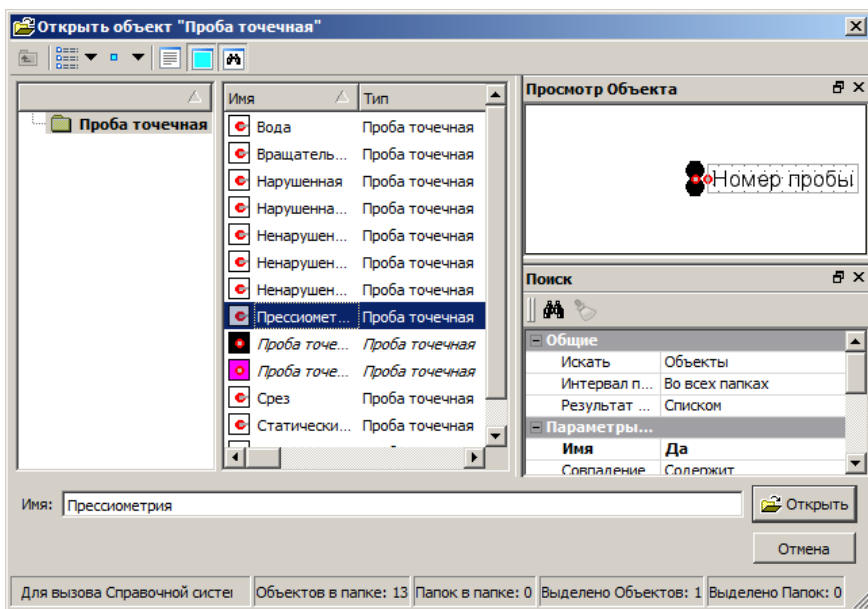 Открыть объект "Проба точечная"
Проба точечная
Имя Тип
Вода Проба точечная
Вращатель... Проба точечная
Нарушенная Проба точечная
Нарушенна... Проба точечная
Ненарушен... Проба точечная
Ненарушен... Проба точечная
Ненарушен... Проба точечная
Прессиомет... Проба точечная
Проба точе... Проба точечная
Проба точе... Проба точечная
Срез Проба точечная
Статически... Проба точечная
Просмотр Объекта
Номер пробы
Поиск
Общие
Искать Объекты
Интервал п... Во всех папках
Результат ... Списком
Параметры...
Имя Да
Совпадение Содержит
Имя: Прессиометрия
Открыть
Отмена
Для вызова Справочной систе Объектов в папке: 13 Папок в папке: 0 Выделено Объектов: 1 Выделено Папок: 0